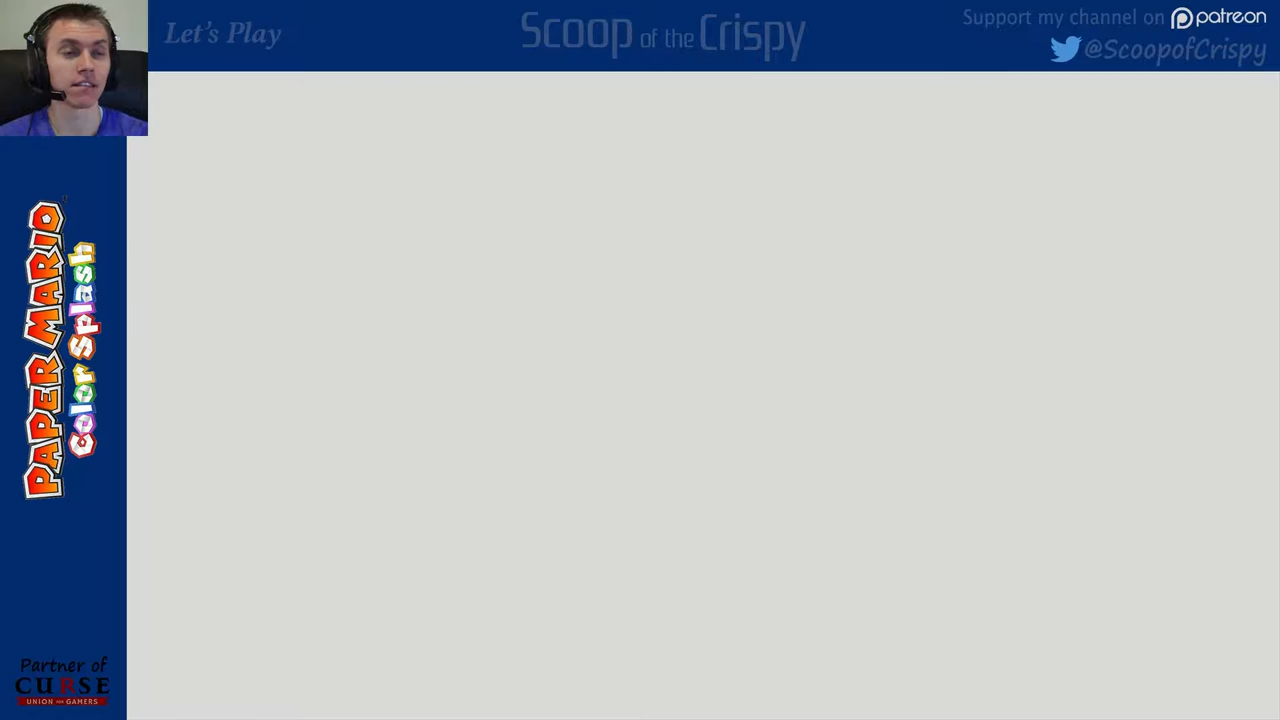 Let's Play
Scoop of the Crispy
Support my channel on patreon
@ScoopofCrispy
PAPER MARIO
Color Splash
Partner of
CURSE
UNION FOR GAMERS